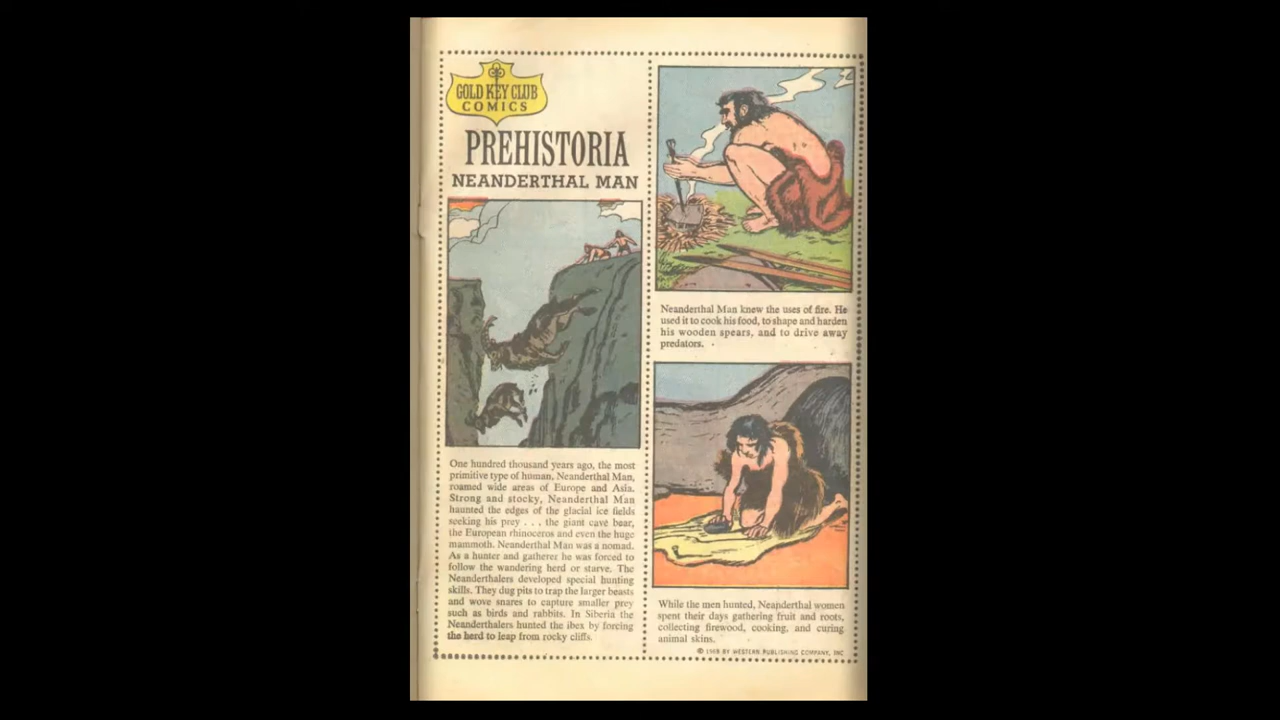 GOLD KEY CLUB
COMICS
PREHISTORIA
NEANDERTHAL MAN
One hundred thousand years ago, the most
primitive type of human, Neanderthal Man,
roamed wide areas of Europe and Asia.
Strong and stocky, Neanderthal Man
haunted the edges of the glacial ice fields
seeking his prey . . . the giant cave bear,
the European rhinoceros and even the huge
mammoth. Neanderthal Man was a nomad.
As a hunter and gatherer he was forced to
follow the wandering herd or starve. The
Neanderthalers developed special hunting
skills. They dug pits to trap the larger beasts
and wove snares to capture smaller prey
such as birds and rabbits. In Siberia the
Neanderthalers hunted the ibex by forcing
the herd to leap from rocky cliffs.
Neanderthal Man knew the uses of fire. He
used it to cook his food, to shape and harden
his wooden spears, and to drive away
predators.
While the men hunted, Neanderthal women
spent their days gathering fruit and roots,
collecting firewood, cooking, and curing
animal skins.
© BY WESTERN PUBLISHING COMPANY, INC